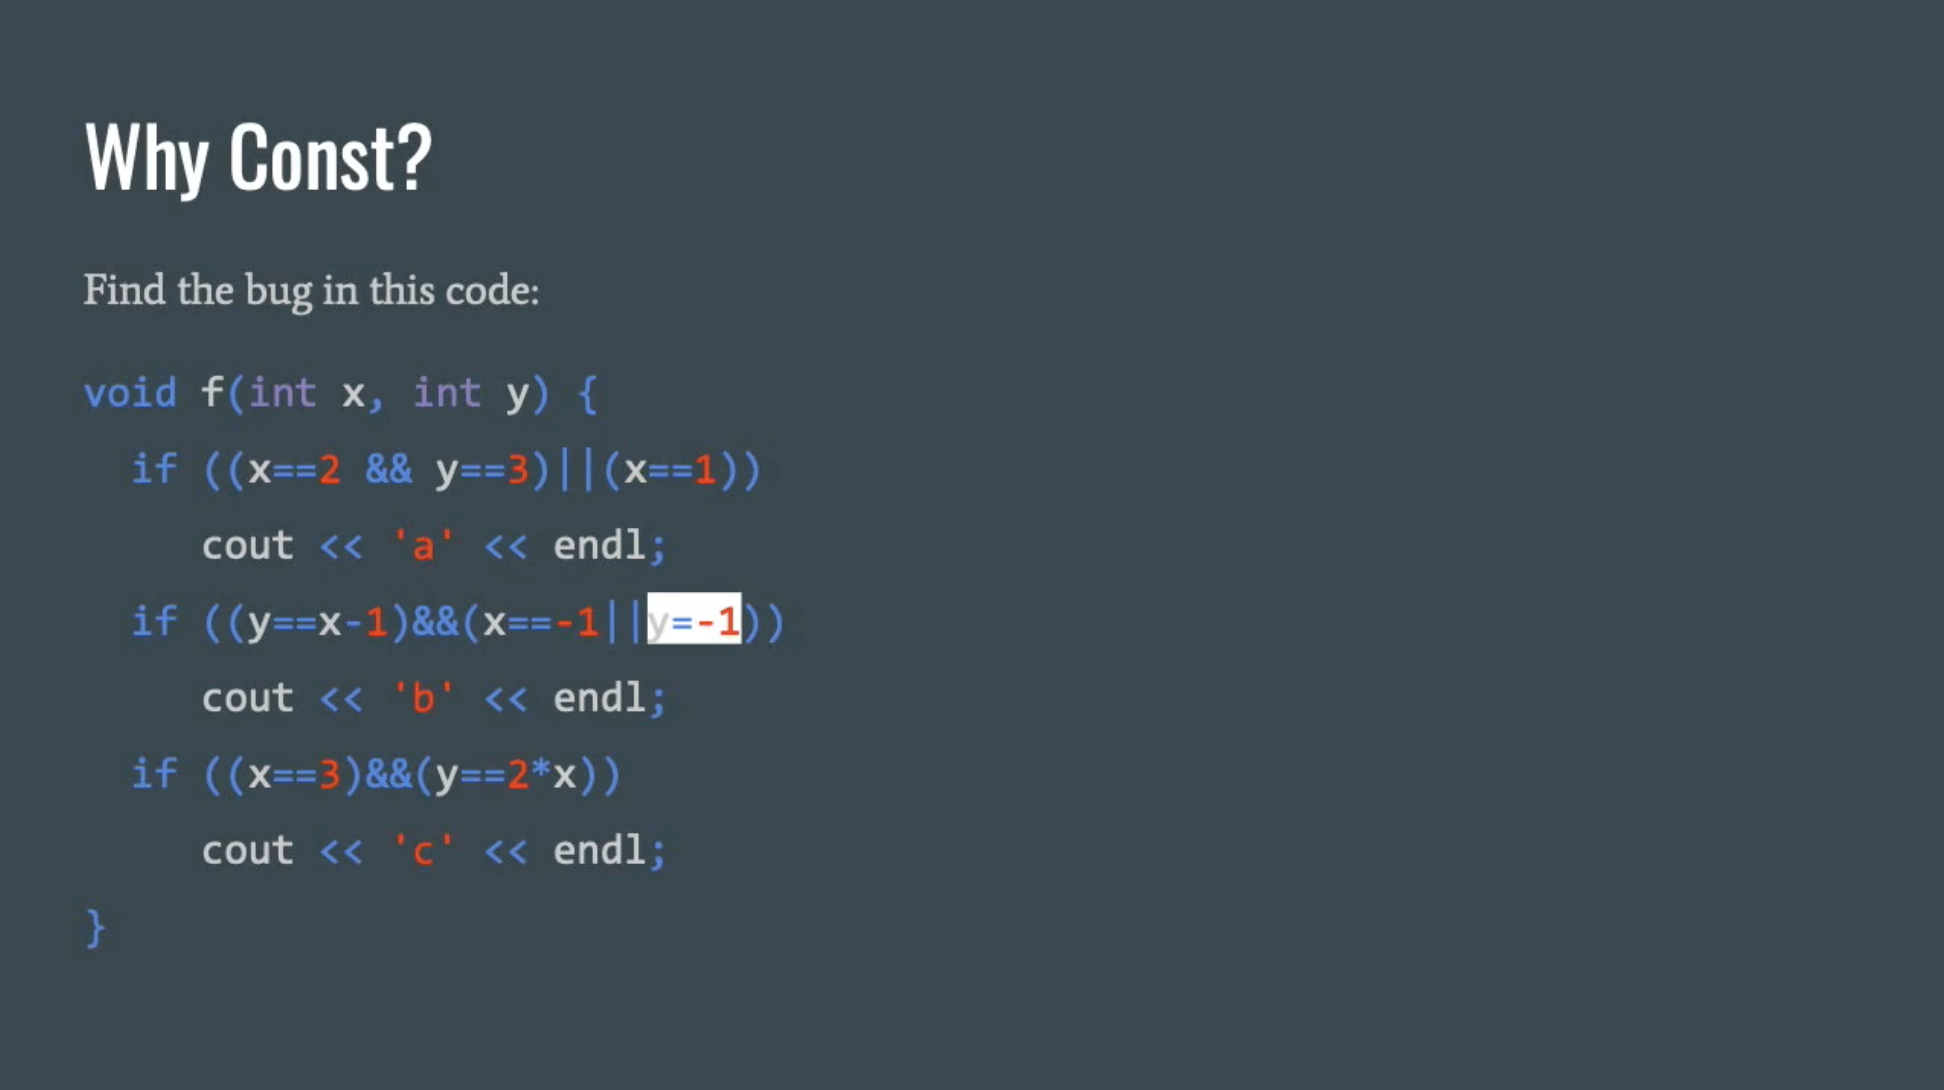 Why Const?
Find the bug in this code:
void f(int x, int y) {
if ((x==2 && y==3)||(x==1))
cout << 'a' << endl;
if ((y==x-1)&&(x==-1||y=-1))
cout << 'b' << endl;
if ((x==3)&&(y==2*x))
cout << 'c' << endl;
}